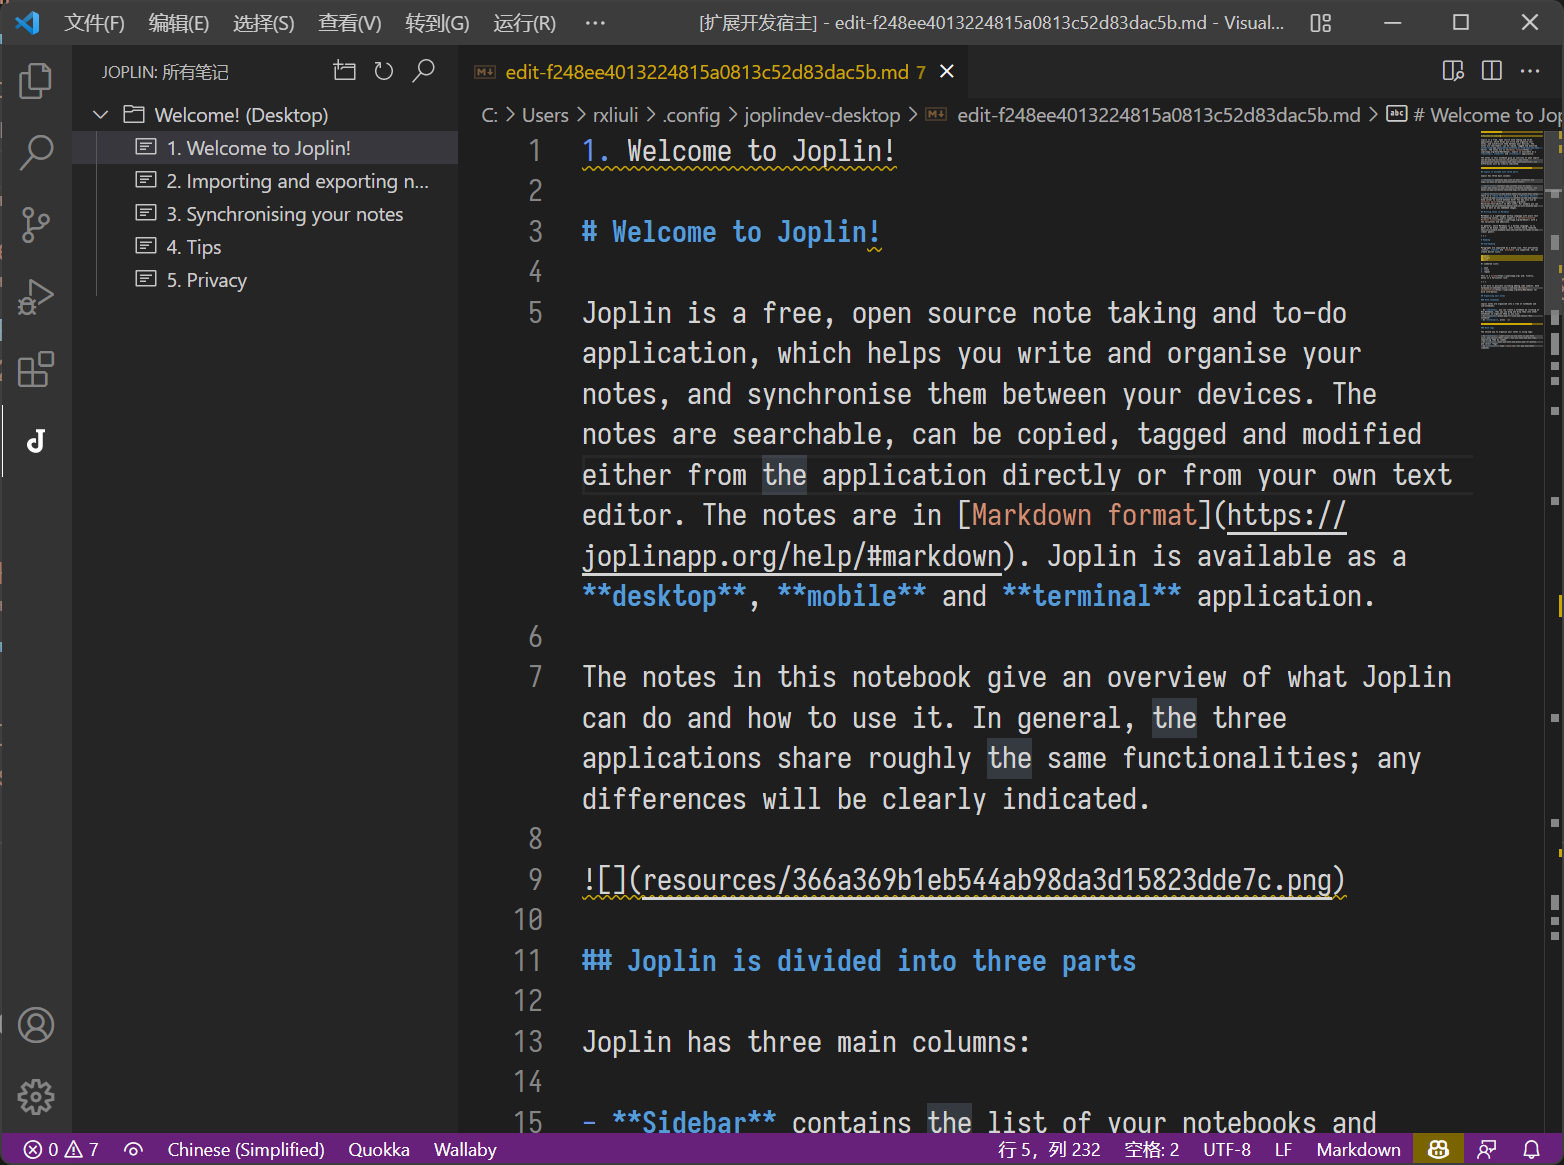 文件(F) 编辑(E) 选择(S) 查看(V) 转到(G) 运行(R) ··· [扩展开发宿主] - edit-f248ee4013224815a0813c52d83dac5b.md - Visual...
JOPLIN: 所有笔记
Welcome! (Desktop)
1. Welcome to Joplin!
2. Importing and exporting n...
3. Synchronising your notes
4. Tips
5. Privacy
edit-f248ee4013224815a0813c52d83dac5b.md 7
C: > Users > rxliuli > .config > joplindev-desktop > edit-f248ee4013224815a0813c52d83dac5b.md > # Welcome to Jop
1 1. Welcome to Joplin!
2
3 # Welcome to Joplin!
4
5 Joplin is a free, open source note taking and to-do
application, which helps you write and organise your
notes, and synchronise them between your devices. The
notes are searchable, can be copied, tagged and modified
either from the application directly or from your own text
editor. The notes are in [Markdown format](https://
joplinapp.org/help/#markdown). Joplin is available as a
**desktop**, **mobile** and **terminal** application.
6
7 The notes in this notebook give an overview of what Joplin
can do and how to use it. In general, the three
applications share roughly the same functionalities; any
differences will be clearly indicated.
8
9 ![](resources/366a369b1eb544ab98da3d15823dde7c.png)
10
11 ## Joplin is divided into three parts
12
13 Joplin has three main columns:
14
15 - **Sidebar** contains the list of your notebooks and
0 7 Chinese (Simplified) Quokka Wallaby 行 5，列 232 空格: 2 UTF-8 LF Markdown